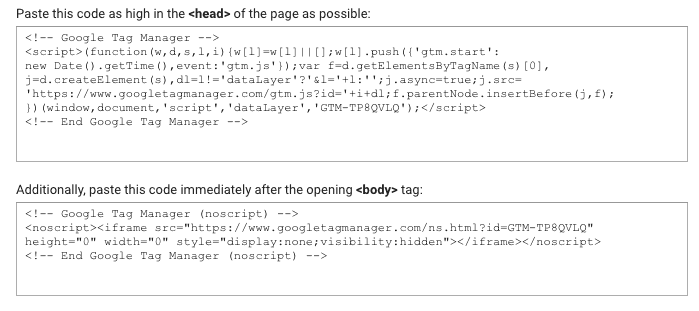 Paste this code as high in the <head> of the page as possible:
<!-- Google Tag Manager -->
<script>(function(w,d,s,l,i){w[l]=w[l]||[];w[l].push({'gtm.start':
new Date().getTime(),event:'gtm.js'});var f=d.getElementsByTagName(s)[0],
j=d.createElement(s),dl=l!='dataLayer'?'&l='+l:'';j.async=true;j.src=
'https://www.googletagmanager.com/gtm.js?id='+i+dl;f.parentNode.insertBefore(j,f);
})(window,document,'script','dataLayer','GTM-TP8QVLQ');</script>
<!-- End Google Tag Manager -->
Additionally, paste this code immediately after the opening <body> tag:
<!-- Google Tag Manager (noscript) -->
<noscript><iframe src="https://www.googletagmanager.com/ns.html?id=GTM-TP8QVLQ"
height="0" width="0" style="display:none;visibility:hidden"></iframe></noscript>
<!-- End Google Tag Manager (noscript) -->